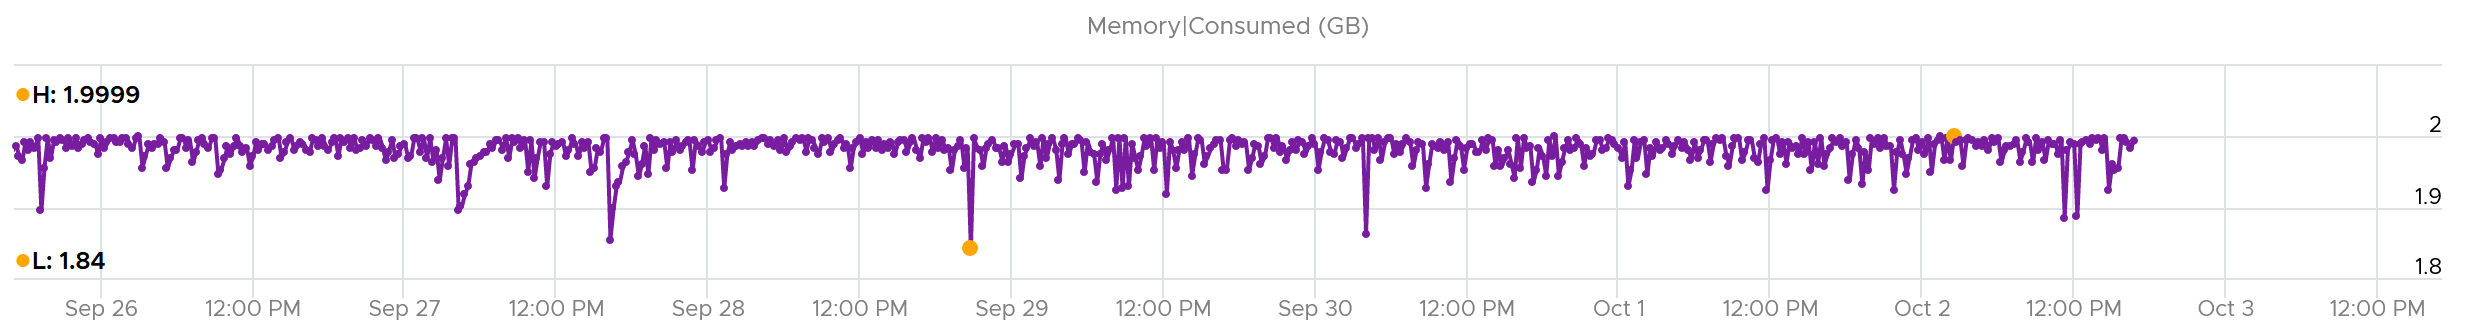 Memory|Consumed (GB)
H: 1.9999
2
1.9
L: 1.84
1.8
Sep 26 12:00 PM Sep 27 12:00 PM Sep 28 12:00 PM Sep 29 12:00 PM Sep 30 12:00 PM Oct 1 12:00 PM Oct 2 12:00 PM Oct 3 12:00 PM